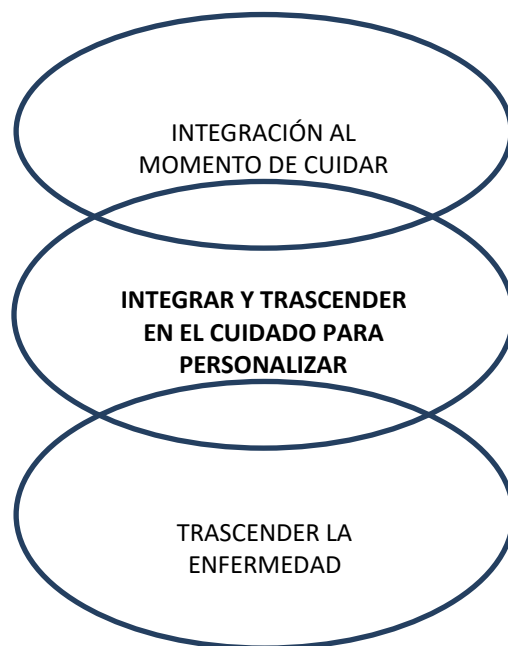 INTEGRACIÓN AL
MOMENTO DE CUIDAR
INTEGRAR Y TRASCENDER
EN EL CUIDADO PARA
PERSONALIZAR
TRASCENDER LA
ENFERMEDAD